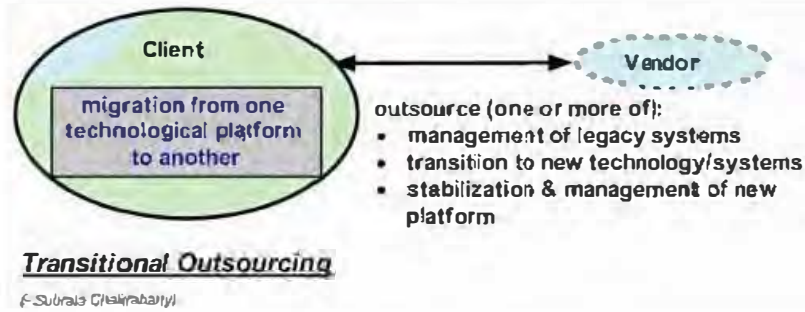 Client
Vendor
migration from one
technological platform
to another
outsource (one or more of):
• management of legacy systems
• transition to new technology/systems
• stabilization & management of new
platform
Transitional Outsourcing